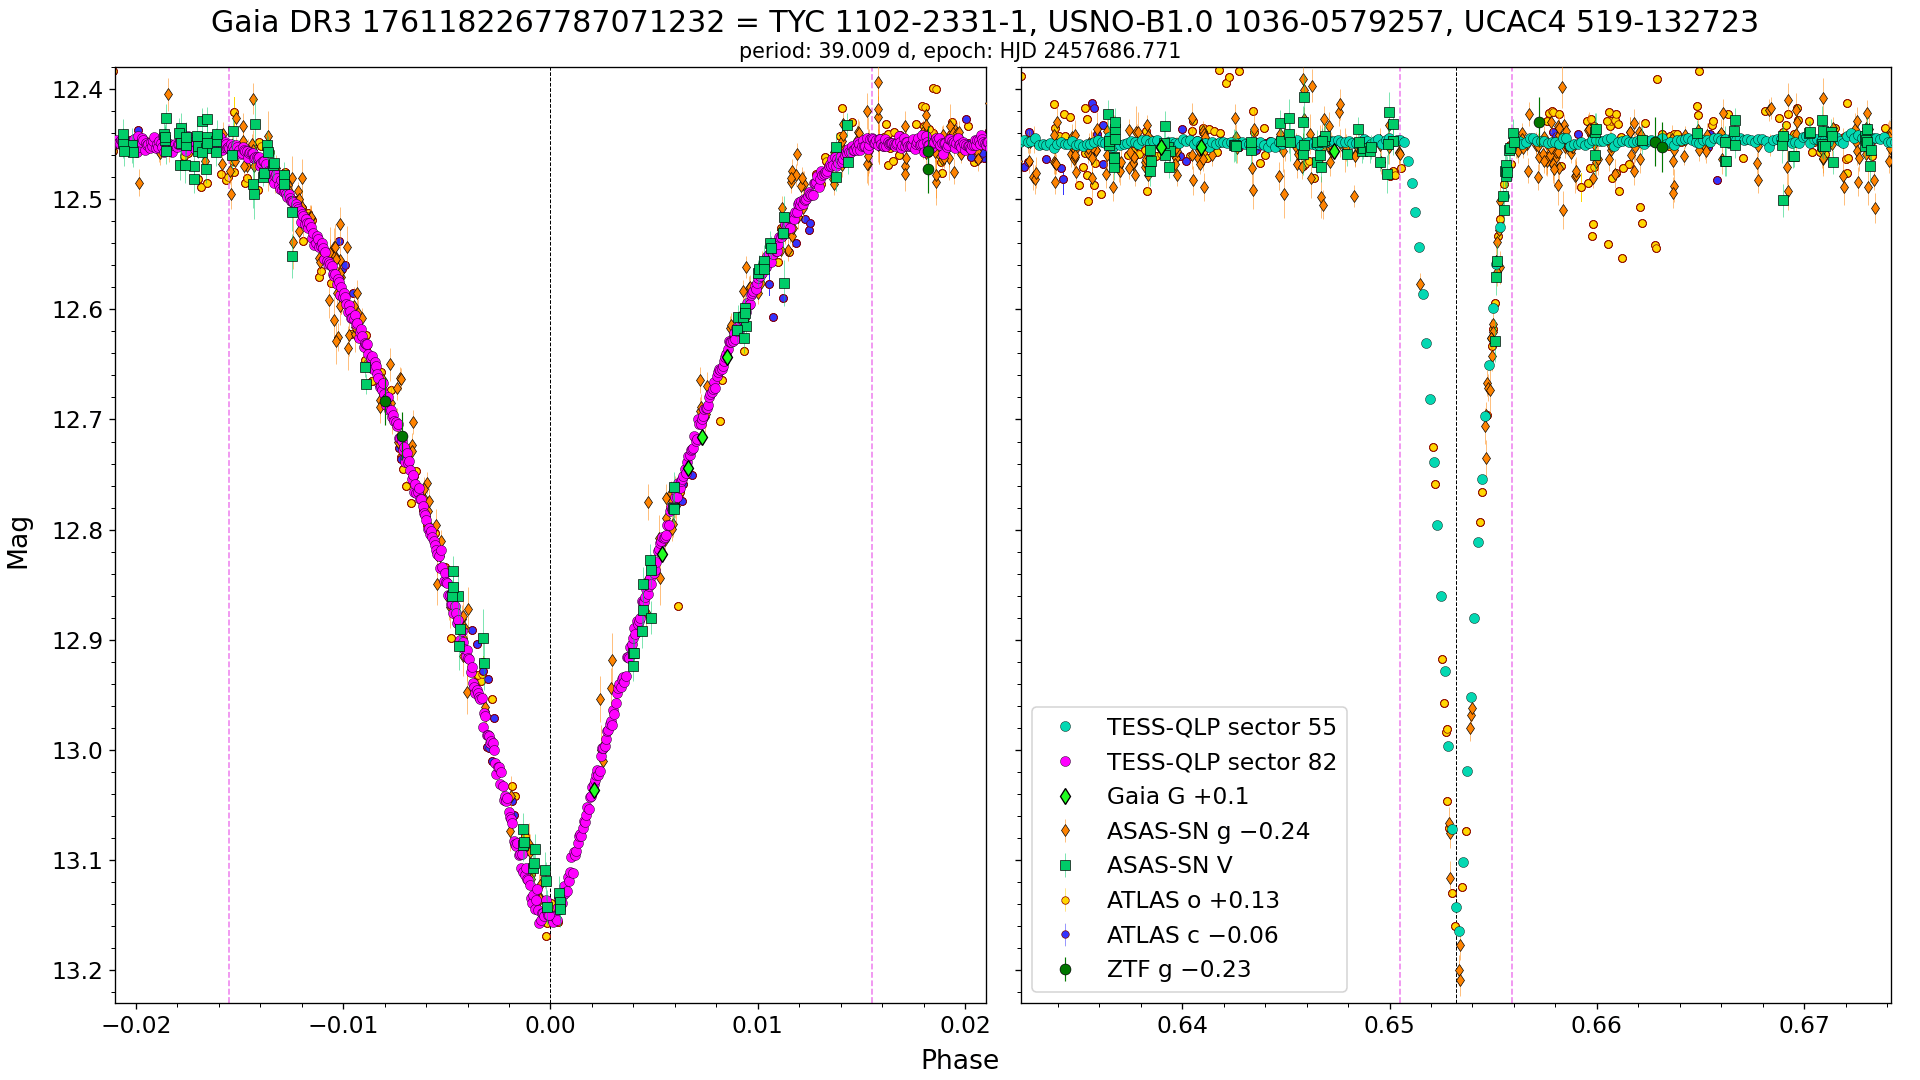 Gaia DR3 1761182267787071232 = TYC 1102-2331-1, USNO-B1.0 1036-0579257, UCAC4 519-132723
period: 39.009 d, epoch: HJD 2457686.771
Mag
12.4
12.5
12.6
12.7
12.8
12.9
13.0
13.1
13.2
TESS-QLP sector 55
TESS-QLP sector 82
Gaia G +0.1
ASAS-SN g −0.24
ASAS-SN V
ATLAS o +0.13
ATLAS c −0.06
ZTF g −0.23
−0.02 −0.01 0.00 0.01 0.02 0.64 0.65 0.66 0.67
Phase